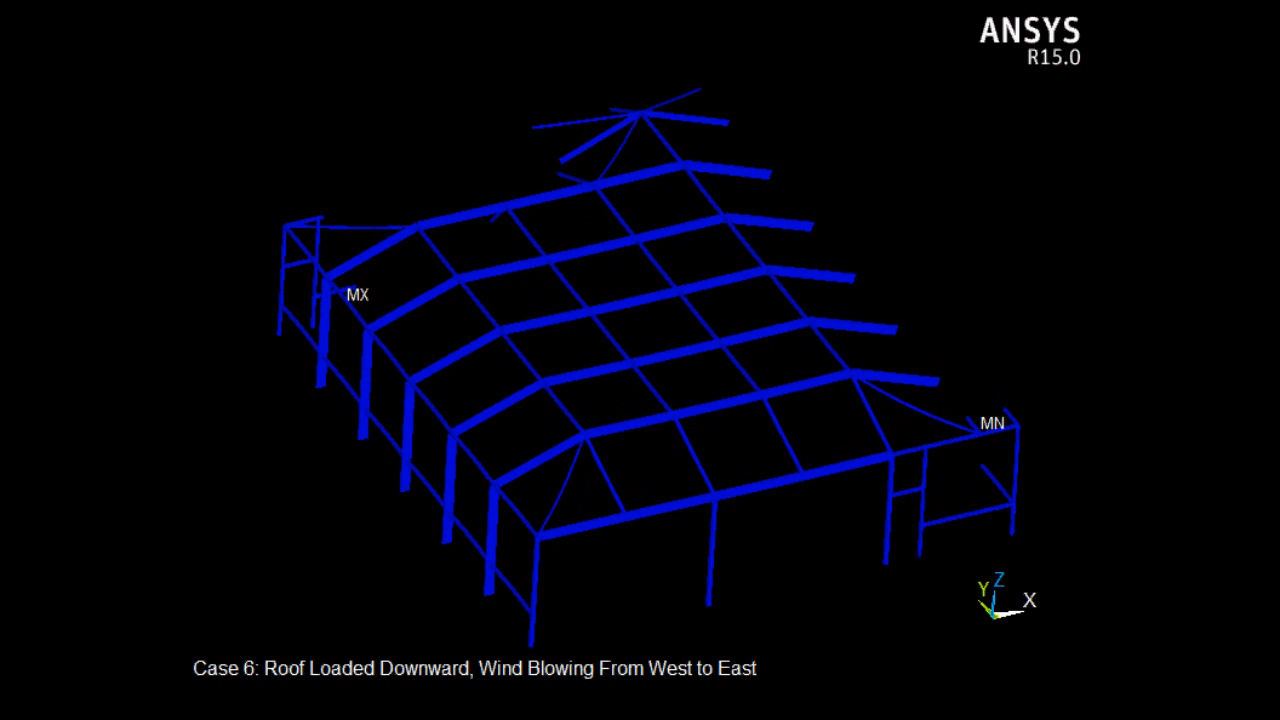 ANSYS
R15.0
MX
MN
Y Z
X
Case 6: Roof Loaded Downward, Wind Blowing From West to East